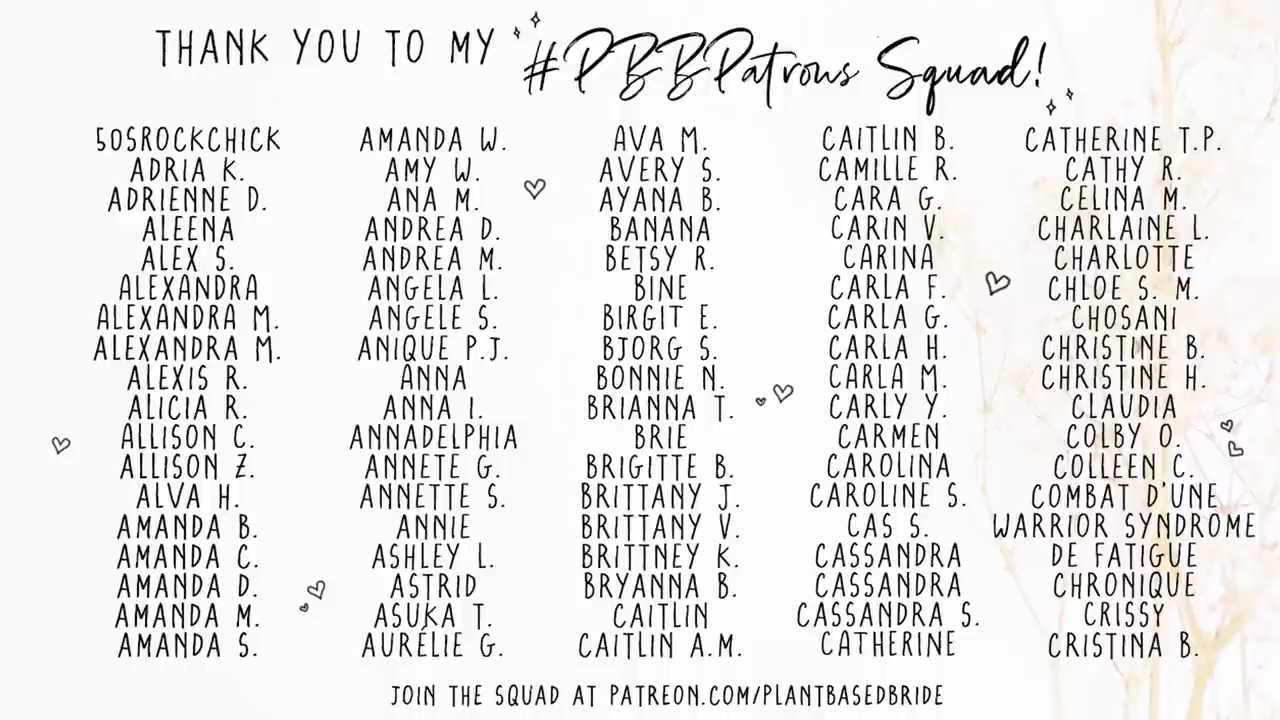 THANK YOU TO MY #PBBPatrons Squad!
50SROCKCHICK
ADRIA K.
ADRIENNE D.
ALEENA
ALEX S.
ALEXANDRA
ALEXANDRA M.
ALEXANDRA M.
ALEXIS R.
ALICIA R.
ALLISON C.
ALLISON Z.
ALVA H.
AMANDA B.
AMANDA C.
AMANDA D.
AMANDA M.
AMANDA S.
AMANDA W.
AMY W.
ANA M.
ANDREA D.
ANDREA M.
ANGELA L.
ANGELE S.
ANIQUE P.J.
ANNA
ANNA I.
ANNADELPHIA
ANNETE G.
ANNETTE S.
ANNIE
ASHLEY L.
ASTRID
ASUKA T.
AURÉLIE G.
AVA M.
AVERY S.
AYANA B.
BANANA
BETSY R.
BINE
BIRGIT E.
BJORG S.
BONNIE N.
BRIANNA T.
BRIE
BRIGITTE B.
BRITTANY J.
BRITTANY V.
BRITTNEY K.
BRYANNA B.
CAITLIN
CAITLIN A.M.
CAITLIN B.
CAMILLE R.
CARA G.
CARIN V.
CARINA
CARLA F.
CARLA G.
CARLA H.
CARLA M.
CARLY Y.
CARMEN
CAROLINA
CAROLINE S.
CAS S.
CASSANDRA
CASSANDRA
CASSANDRA S.
CATHERINE
CATHERINE T.P.
CATHY R.
CELINA M.
CHARLAINE L.
CHARLOTTE
CHLOE S. M.
CHOSANI
CHRISTINE B.
CHRISTINE H.
CLAUDIA
COLBY O.
COLLEEN C.
COMBAT D'UNE
WARRIOR SYNDROME
DE FATIGUE
CHRONIQUE
CRISSY
CRISTINA B.
JOIN THE SQUAD AT PATREON.COM/PLANTBASEDBRIDE